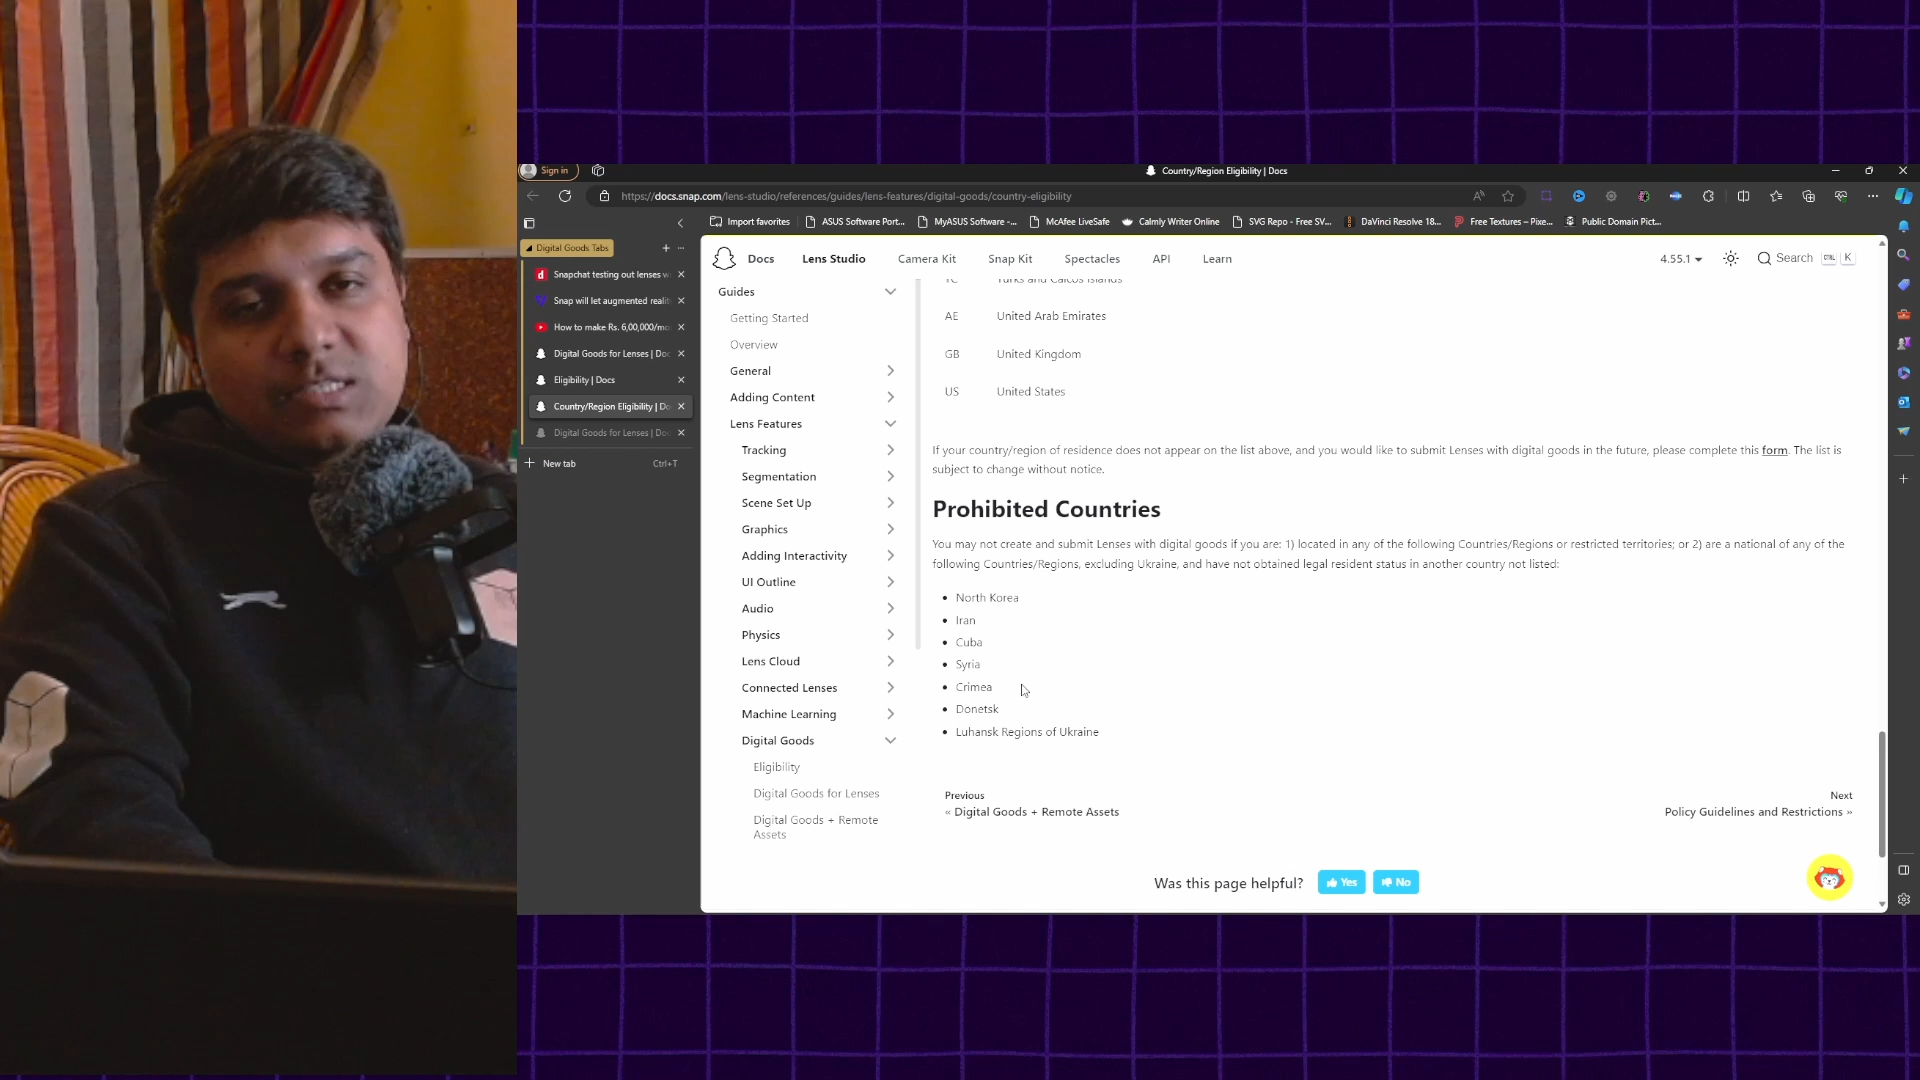 Sign in
Country/Region Eligibility | Docs
https://docs.snap.com/lens-studio/references/guides/lens-features/digital-goods/country-eligibility
Import favorites
ASUS Software Port...
MyASUS Software -...
McAfee LiveSafe
Calmly Writer Online
SVG Repo - Free SV...
DaVinci Resolve 18...
Free Textures – Pixe...
Public Domain Pict...
Digital Goods Tabs
Snapchat testing out lenses w
Snap will let augmented reali
How to make Rs. 6,00,000/mo
Digital Goods for Lenses | Doc
Eligibility | Docs
Country/Region Eligibility | Do
Digital Goods for Lenses | Doc
New tab Ctrl+T
Docs
Lens Studio
Camera Kit
Snap Kit
Spectacles
API
Learn
4.55.1
Search CTRL K
Guides
Getting Started
Overview
General
Adding Content
Lens Features
Tracking
Segmentation
Scene Set Up
Graphics
Adding Interactivity
UI Outline
Audio
Physics
Lens Cloud
Connected Lenses
Machine Learning
Digital Goods
Eligibility
Digital Goods for Lenses
Digital Goods + Remote
Assets
TC Turks and Caicos Islands
AE United Arab Emirates
GB United Kingdom
US United States
If your country/region of residence does not appear on the list above, and you would like to submit Lenses with digital goods in the future, please complete this form. The list is
subject to change without notice.
Prohibited Countries
You may not create and submit Lenses with digital goods if you are: 1) located in any of the following Countries/Regions or restricted territories; or 2) are a national of any of the
following Countries/Regions, excluding Ukraine, and have not obtained legal resident status in another country not listed:
• North Korea
• Iran
• Cuba
• Syria
• Crimea
• Donetsk
• Luhansk Regions of Ukraine
Previous
« Digital Goods + Remote Assets
Next
Policy Guidelines and Restrictions »
Was this page helpful?
Yes
No